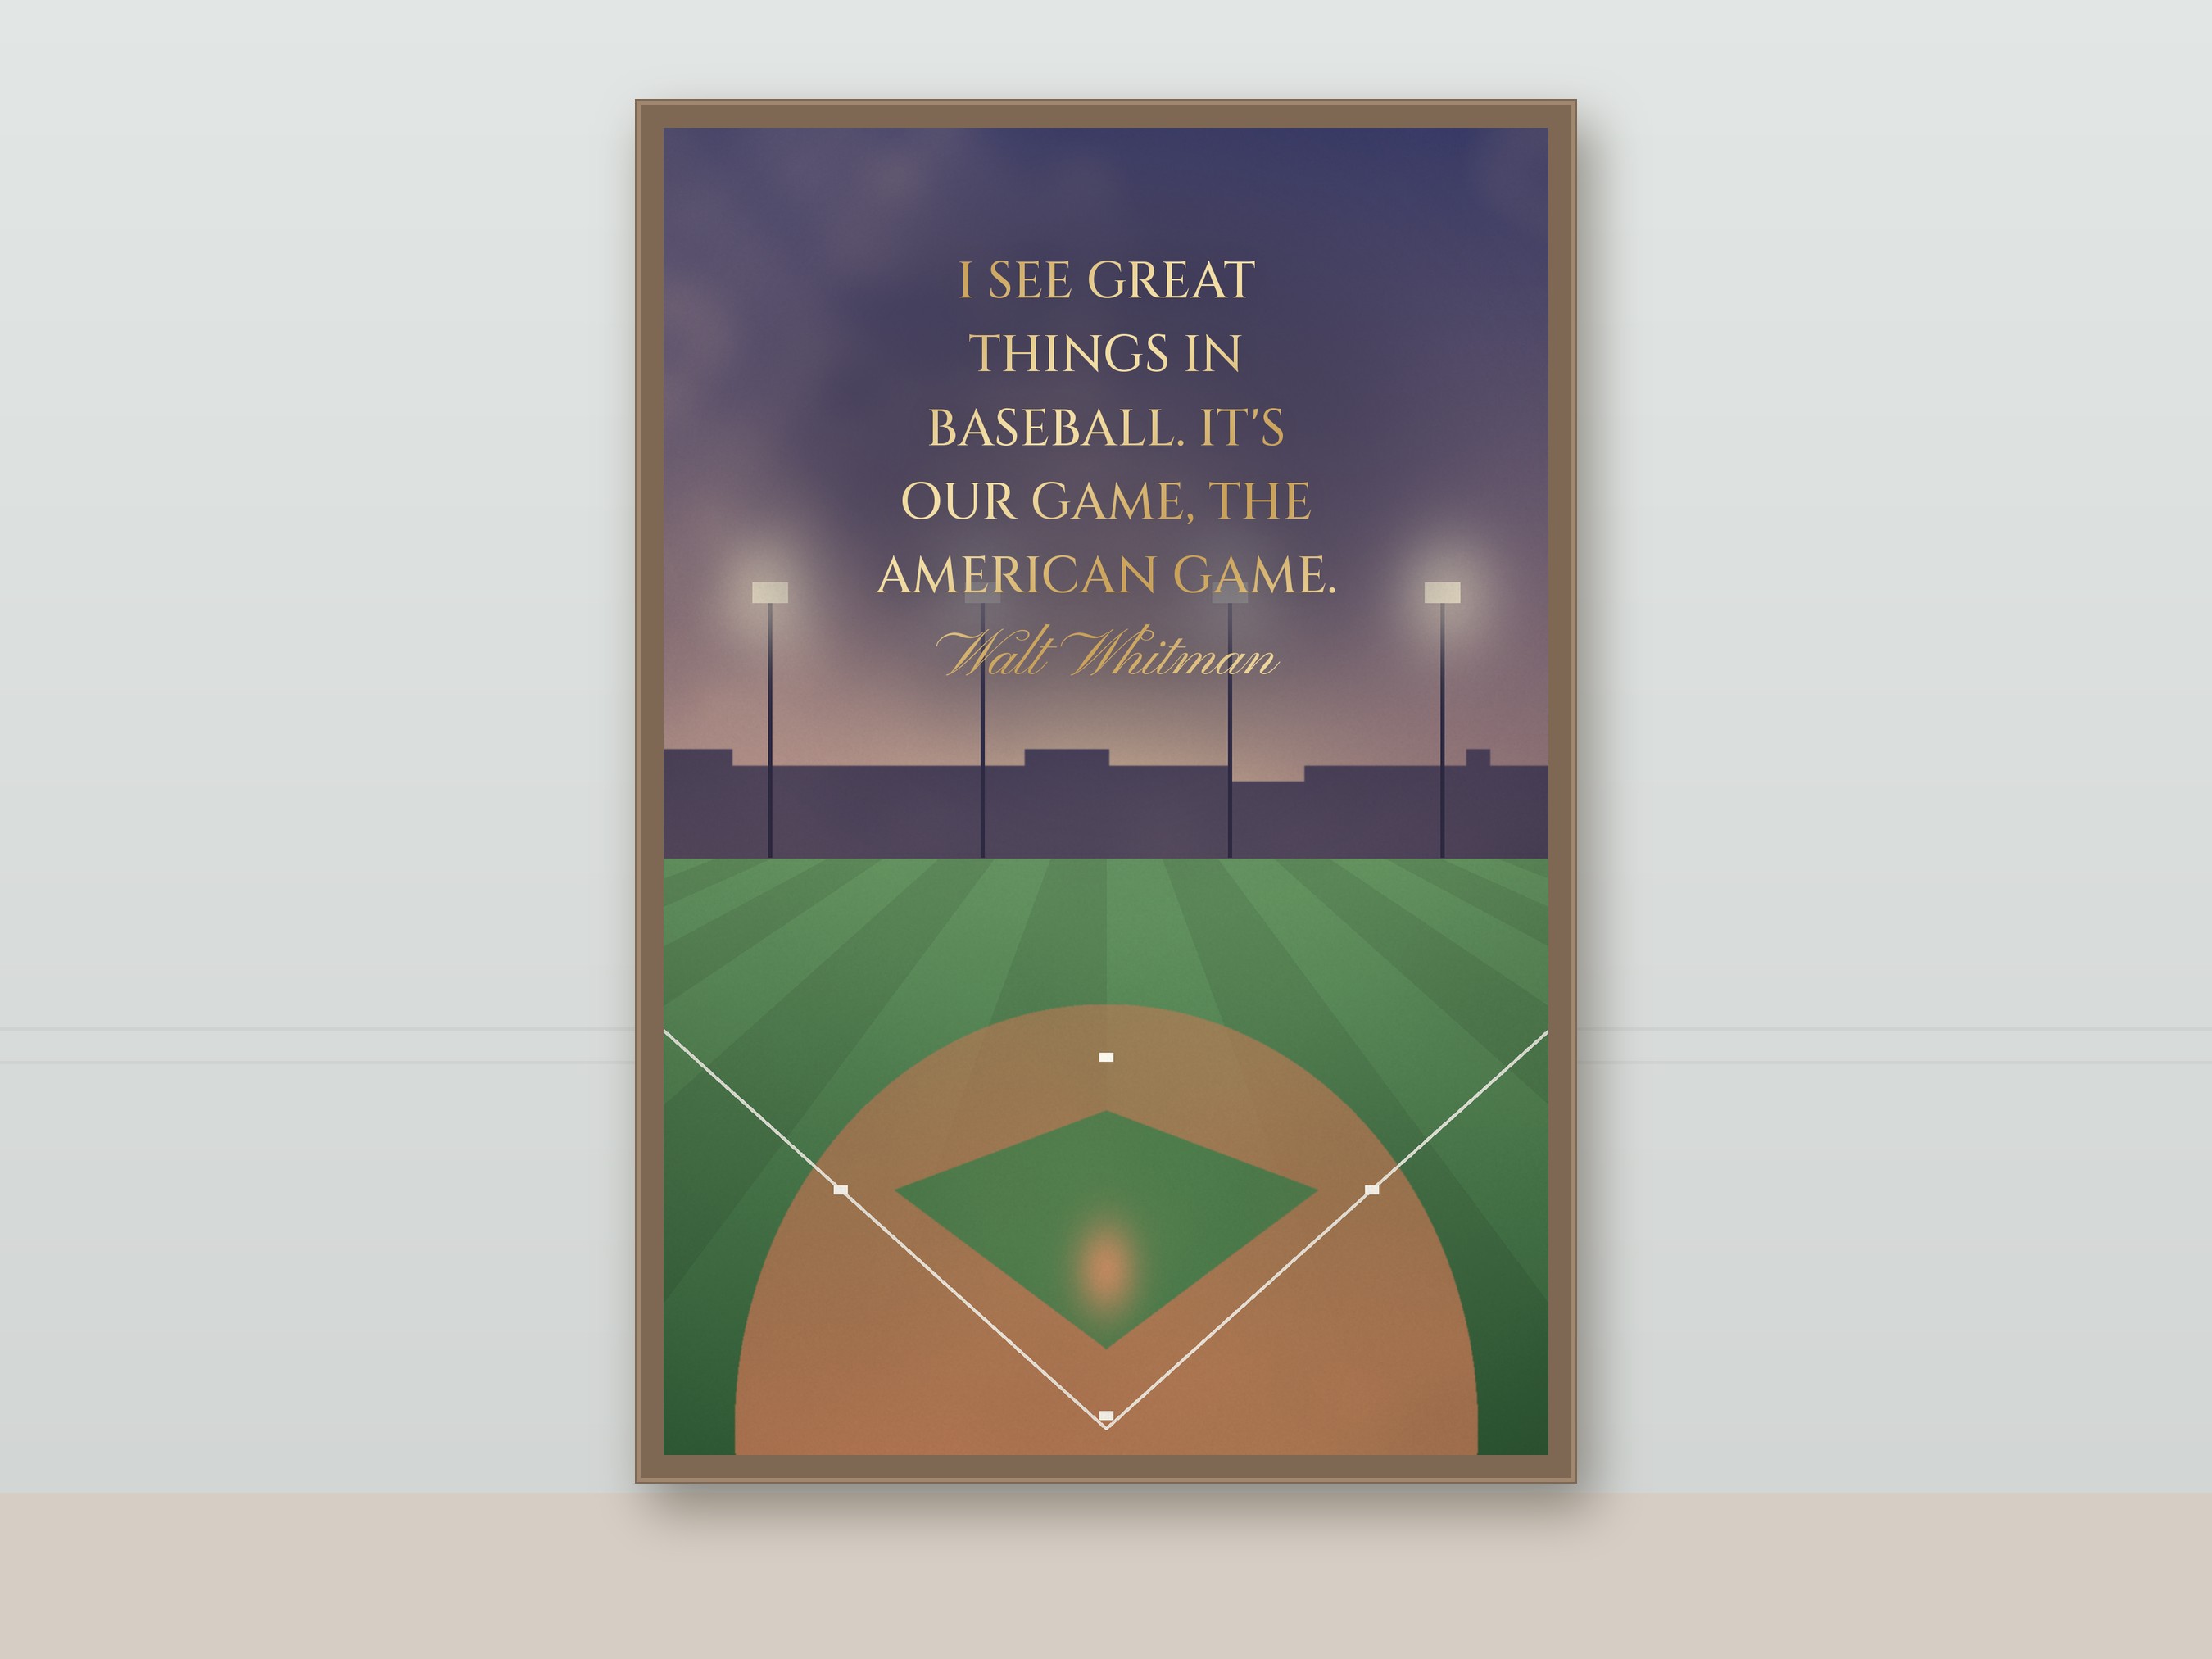 I SEE GREAT
THINGS IN
BASEBALL. IT'S
OUR GAME, THE
AMERICAN GAME.
Walt Whitman